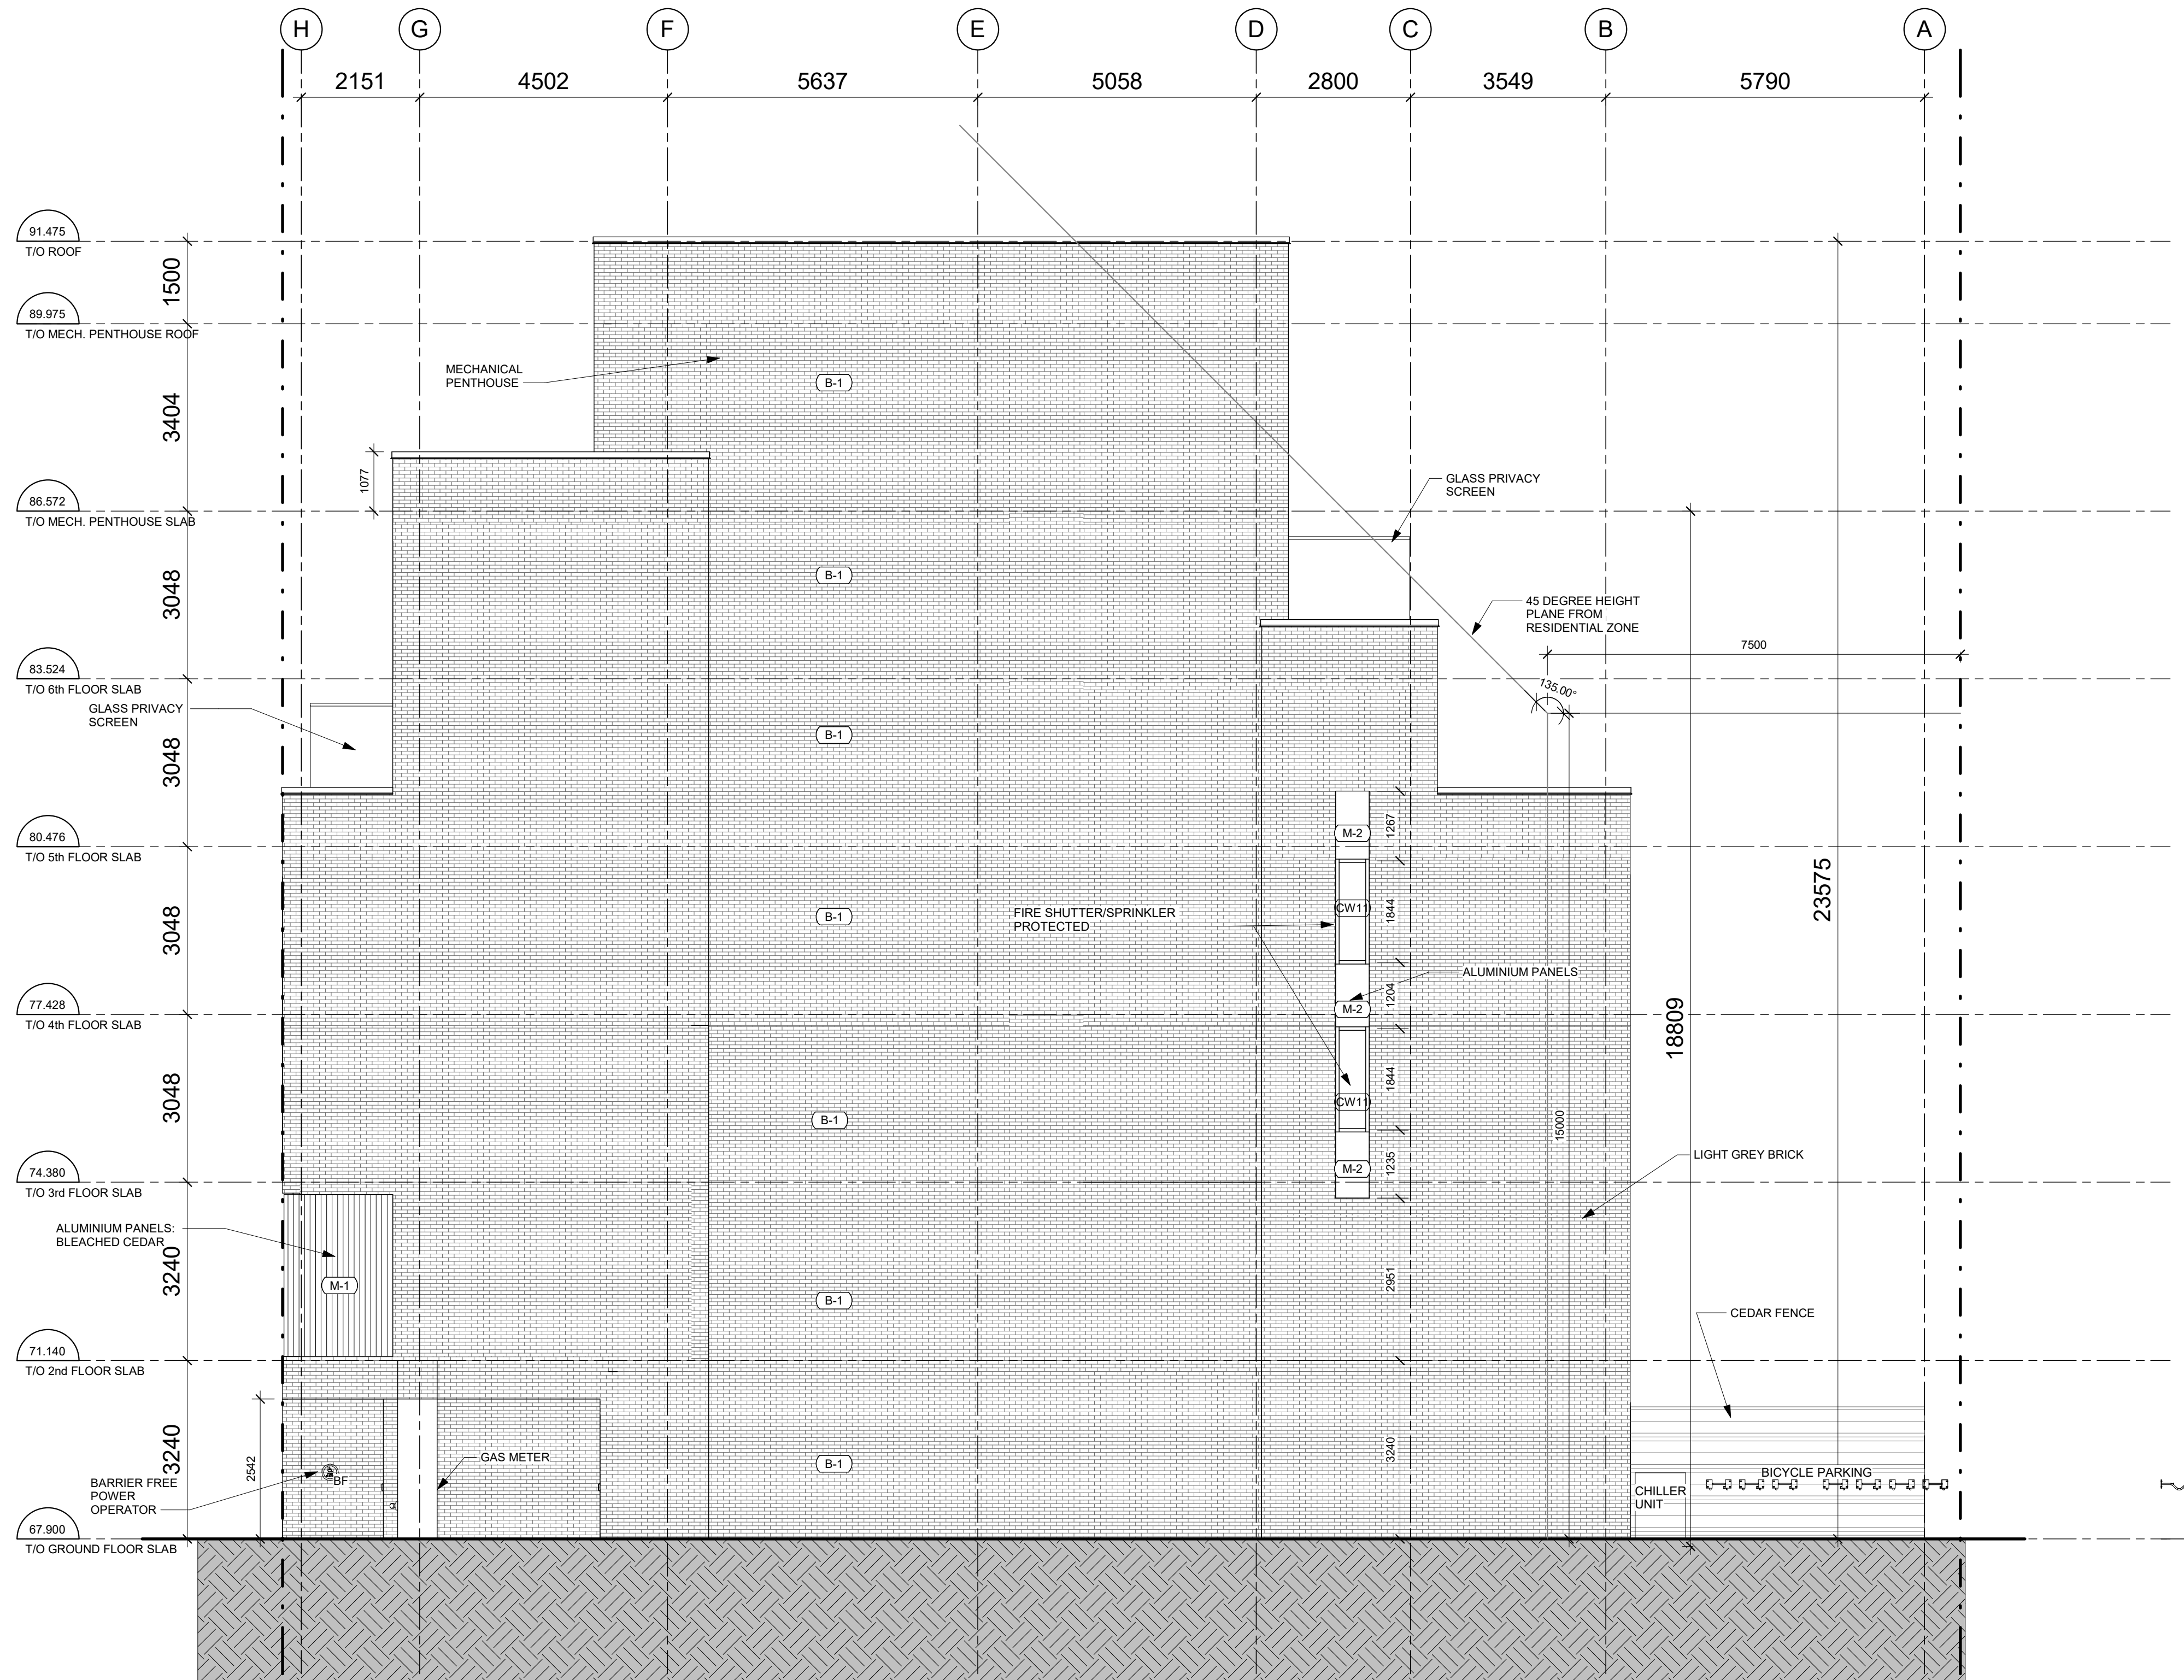 H
G
F
E
D
C
B
A
2151
4502
5637
5058
2800
3549
5790
91.475
T/O ROOF
1500
89.975
T/O MECH. PENTHOUSE ROOF
MECHANICAL
PENTHOUSE
B-1
3404
1077
GLASS PRIVACY
SCREEN
86.572
T/O MECH. PENTHOUSE SLAB
B-1
3048
45 DEGREE HEIGHT
PLANE FROM
RESIDENTIAL ZONE
7500
135.00°
83.524
T/O 6th FLOOR SLAB
GLASS PRIVACY
SCREEN
B-1
3048
80.476
T/O 5th FLOOR SLAB
M-2
1267
23575
FIRE SHUTTER/SPRINKLER
PROTECTED
B-1
CW11
1844
3048
ALUMINIUM PANELS
1204
M-2
77.428
T/O 4th FLOOR SLAB
18809
3048
B-1
CW11
1844
15000
LIGHT GREY BRICK
M-2
1235
74.380
T/O 3rd FLOOR SLAB
ALUMINIUM PANELS:
BLEACHED CEDAR
3240
M-1
B-1
2951
CEDAR FENCE
71.140
T/O 2nd FLOOR SLAB
3240
2542
BARRIER FREE
POWER
OPERATOR
BF
GAS METER
B-1
3240
BICYCLE PARKING
CHILLER
UNIT
67.900
T/O GROUND FLOOR SLAB